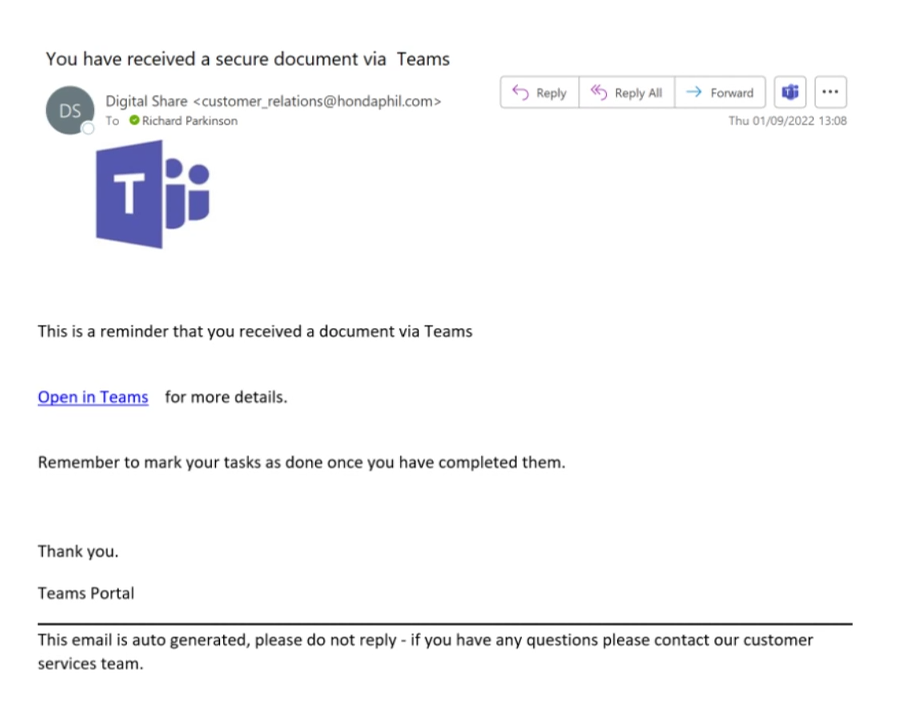 You have received a secure document via  Teams
DS
Digital Share <customer_relations@hondaphil.com>
To Richard Parkinson
Reply
Reply All
Forward
Thu 01/09/2022 13:08
T
This is a reminder that you received a document via Teams
Open in Teams   for more details.
Remember to mark your tasks as done once you have completed them.
Thank you.
Teams Portal
This email is auto generated, please do not reply - if you have any questions please contact our customer
services team.